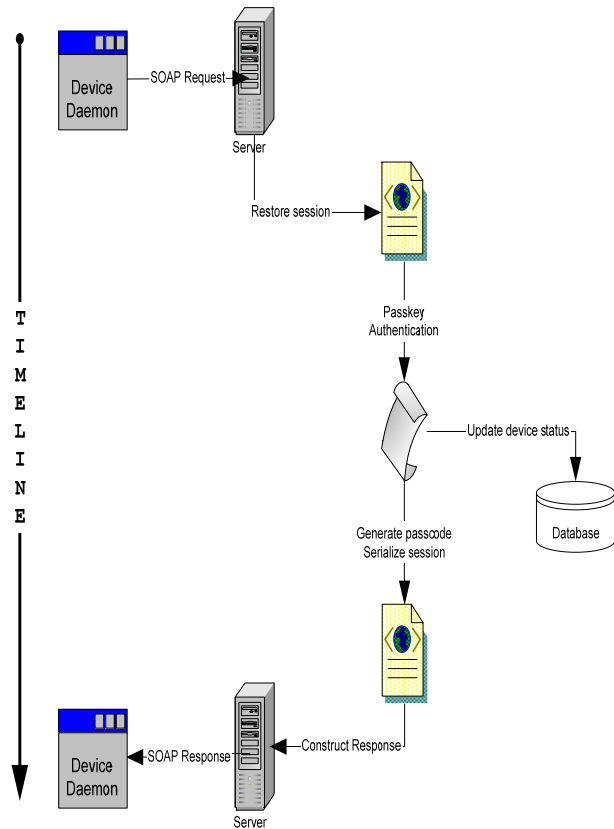 Device
Daemon
SOAP Request
Server
Restore session
Passkey
Authentication
TIMELINE
Update device status
Database
Generate passcode
Serialize session
Device
Daemon
SOAP Response
Construct Response
Server